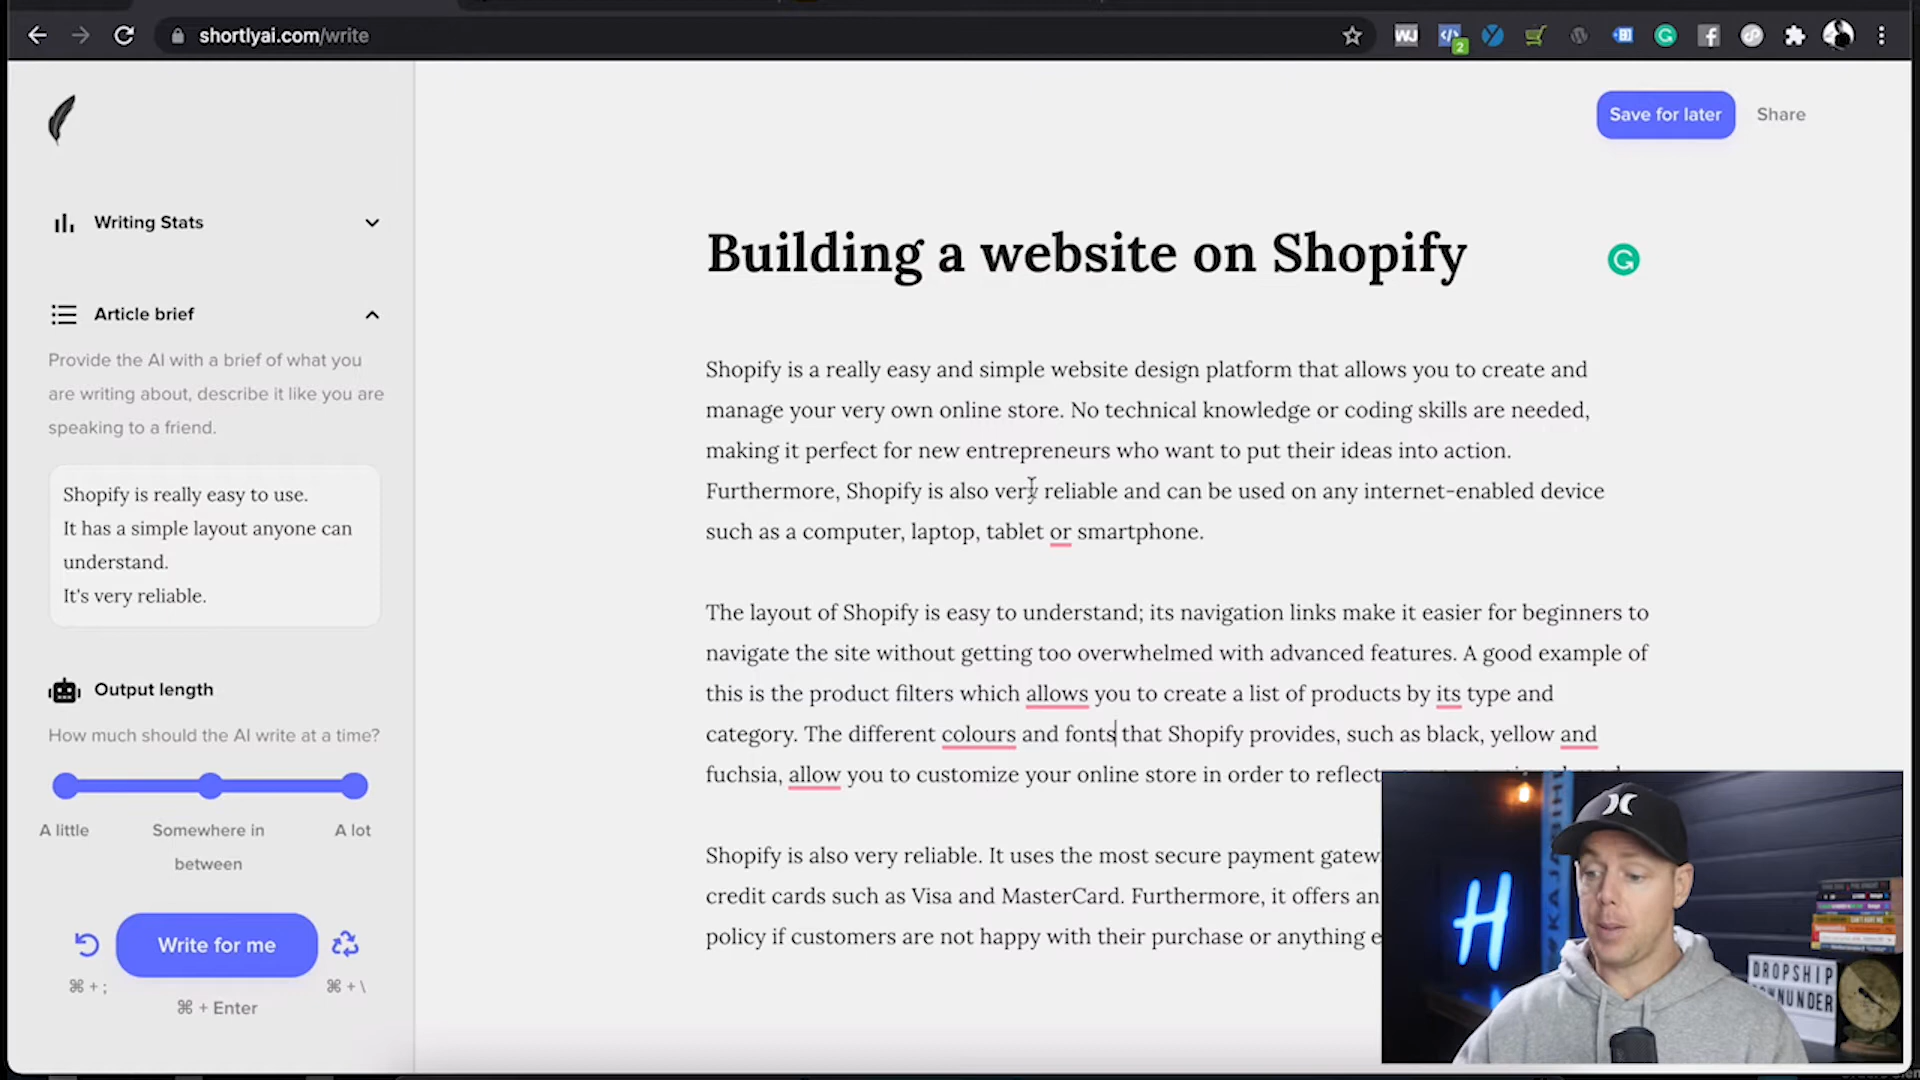 shortlyai.com/write
2
Save for later
Share
Writing Stats
Building a website on Shopify
Article brief
Provide the AI with a brief of what you
are writing about, describe it like you are
speaking to a friend.
Shopify is really easy to use.
It has a simple layout anyone can
understand.
It's very reliable.
Output length
How much should the AI write at a time?
A little
Somewhere in
between
A lot
Write for me
⌘ + ;
⌘ + \
⌘ + Enter
Shopify is a really easy and simple website design platform that allows you to create and
manage your very own online store. No technical knowledge or coding skills are needed,
making it perfect for new entrepreneurs who want to put their ideas into action.
Furthermore, Shopify is also very reliable and can be used on any internet-enabled device
such as a computer, laptop, tablet or smartphone.
The layout of Shopify is easy to understand; its navigation links make it easier for beginners to
navigate the site without getting too overwhelmed with advanced features. A good example of
this is the product filters which allows you to create a list of products by its type and
category. The different colours and fonts that Shopify provides, such as black, yellow and
fuchsia, allow you to customize your online store in order to reflect
Shopify is also very reliable. It uses the most secure payment gatew
credit cards such as Visa and MasterCard. Furthermore, it offers an
policy if customers are not happy with their purchase or anything e
H
KAJABI
DROPSHIP
WNUNDER